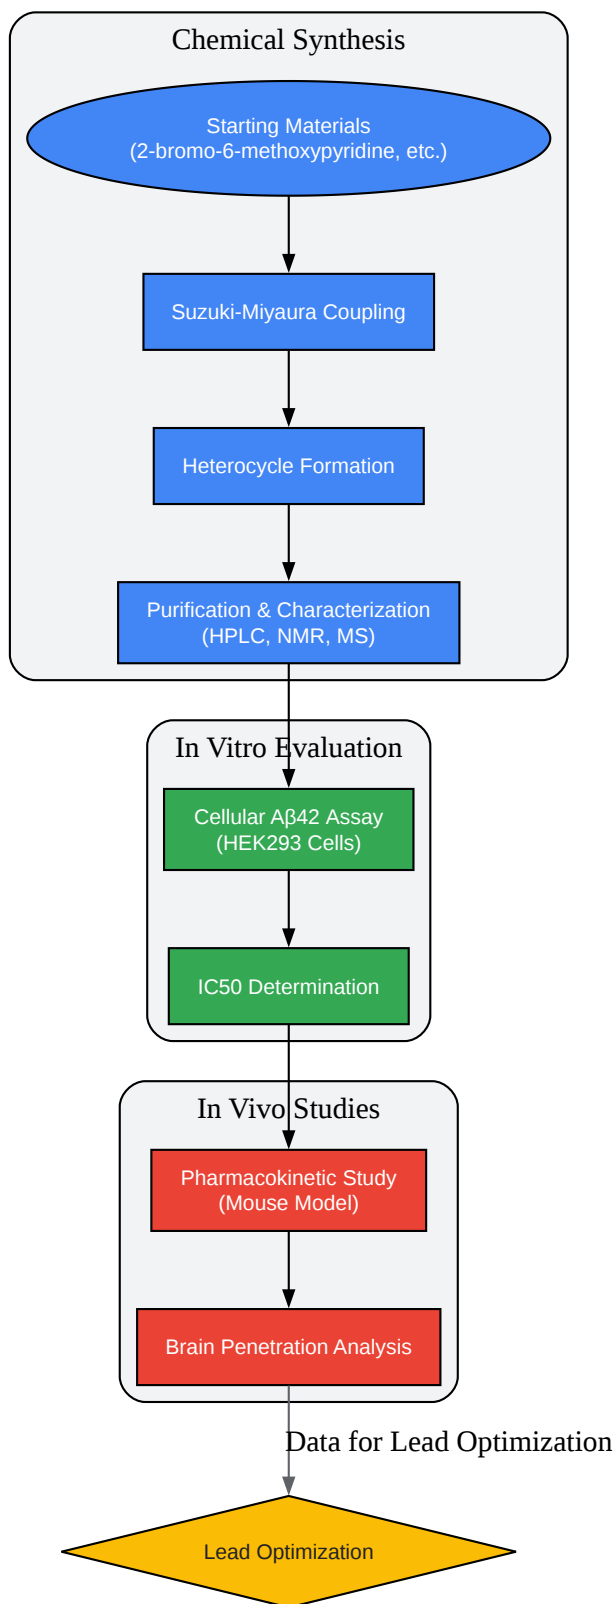 Chemical Synthesis
Starting Materials
(2-bromo-6-methoxypyridine, etc.)
Suzuki-Miyaura Coupling
Heterocycle Formation
Purification & Characterization
(HPLC, NMR, MS)
In Vitro Evaluation
Cellular Aβ42 Assay
(HEK293 Cells)
IC50 Determination
In Vivo Studies
Pharmacokinetic Study
(Mouse Model)
Brain Penetration Analysis
Data for Lead Optimization
Lead Optimization